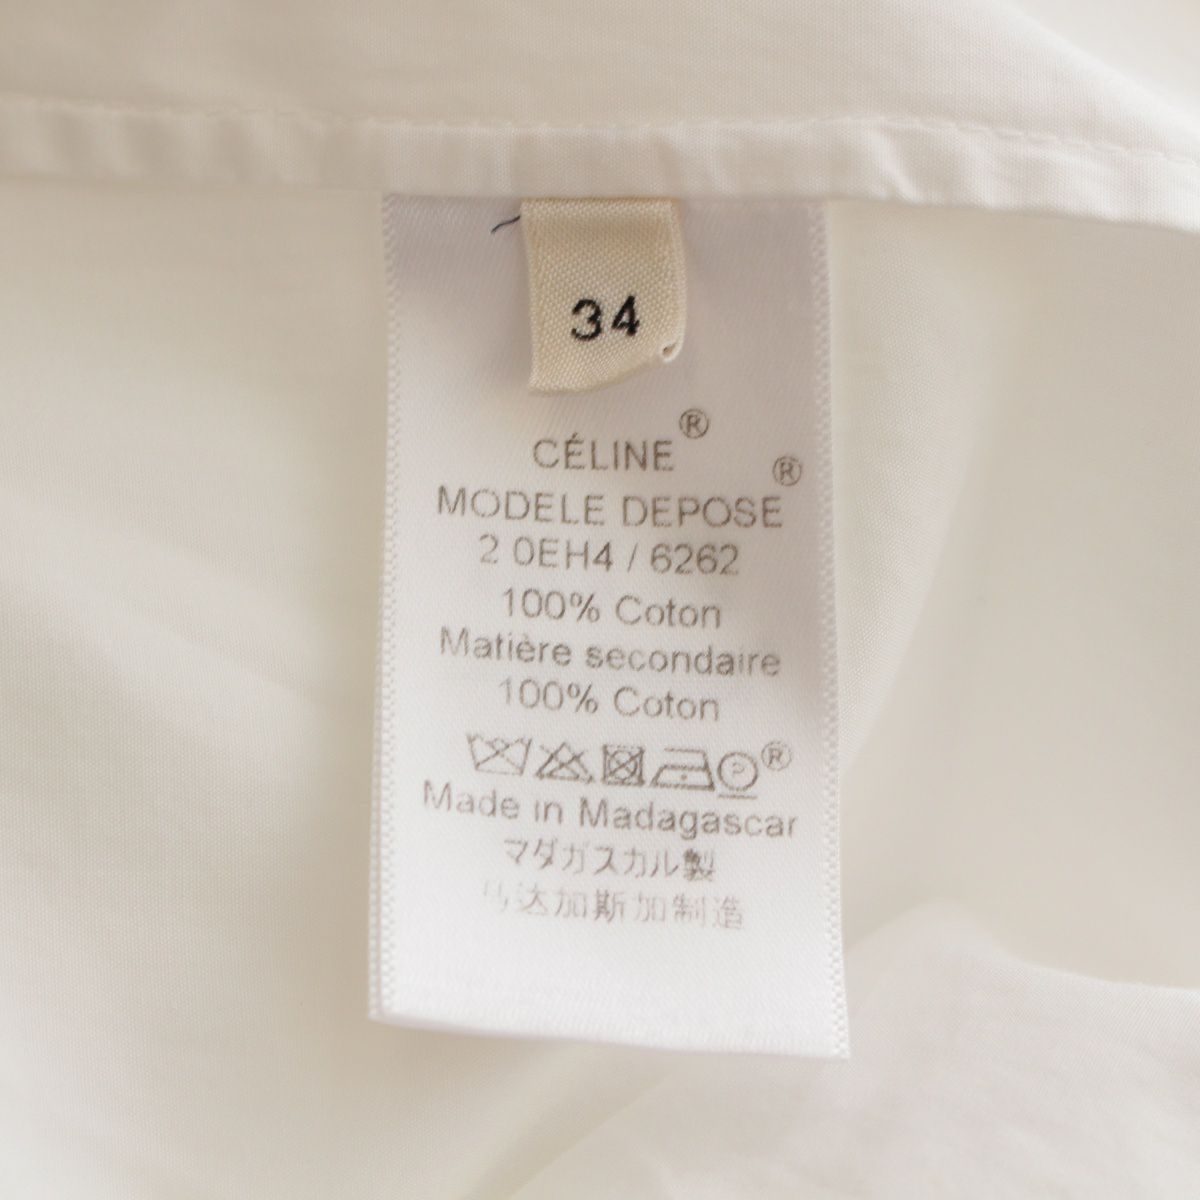 34
CÉLINE®
MODELE DEPOSE®
2 0EH4 / 6262
100% Coton
Matière secondaire
100% Coton
P ®
Made in Madagascar
マダガスカル製
马达加斯加制造